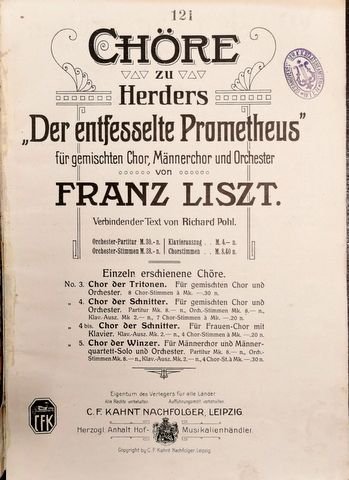 121
CHÖRE
zu
Herders
„Der entfesselte Prometheus"
für gemischten Chor, Männerchor und Orchester
von
FRANZ LISZT.
Verbindender Text von Richard Pohl.
Orchester-Partitur M. 30.- n. Klavierauszug . . M. 4.— n.
Orchester-Stimmen M. 38.- n. Chorstimmen . . M. 8.40 n.
Einzeln erschienene Chöre.
No. 3. Chor der Tritonen. Für gemischten Chor und
Orchester. 8 Chor-Stimmen à Mk. —.30 n.
„ 4. Chor der Schnitter. Für gemischten Chor und
Orchester. Partitur Mk. 8.— n., Orch-Stimmen Mk. 8.— n.,
Klav.-Ausz. Mk. 2.— n., 7 Chor-Stimmen à Mk. —.20 n.
„ 4 bis. Chor der Schnitter. Für Frauen-Chor mit
Klavier. Klav.-Ausz. Mk. 2.— n., 4 Chor-Stimmen à Mk. —.20 n.
„ 5. Chor der Winzer. Für Männerchor und Männer-
quartett-Solo und Orchester. Partitur Mk. 8.— n., Orch-
Stimmen Mk. 8.— n., Klav.-Ausz. Mk. 2.— n., 4 Chor-St. à Mk. —.30 n.
Eigentum des Verlegers für alle Länder
Alle Rechte vorbehalten. Aufführungsrecht vorbehalten.
CFK
C. F. KAHNT NACHFOLGER, LEIPZIG
Herzogl. Anhalt Hof- Musikalienhändler.
Copyright by C. F. Kahnt Nachfolger, Leipzig